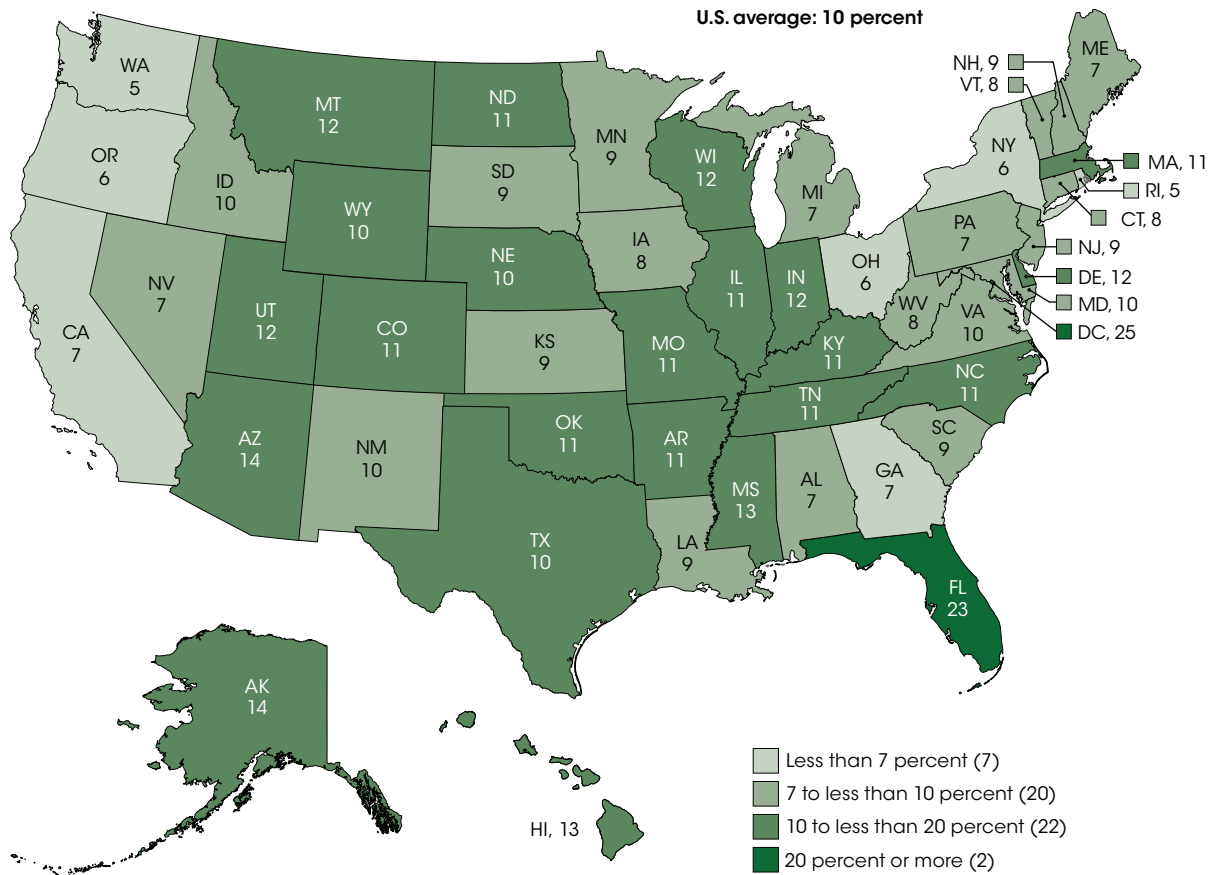 U.S. average: 10 percent
WA
5
OR
6
CA
7
ID
10
NV
7
MT
12
WY
10
UT
12
CO
11
AZ
14
NM
10
ND
11
SD
9
NE
10
KS
9
OK
11
TX
10
MN
9
IA
8
MO
11
AR
11
LA
9
WI
12
IL
11
MI
7
IN
12
OH
6
KY
11
TN
11
MS
13
AL
7
GA
7
FL
23
SC
9
NC
11
VA
10
WV
8
PA
7
NY
6
ME
7
NH, 9
VT, 8
MA, 11
RI, 5
CT, 8
NJ, 9
DE, 12
MD, 10
DC, 25
AK
14
HI, 13
Less than 7 percent (7)
7 to less than 10 percent (20)
10 to less than 20 percent (22)
20 percent or more (2)